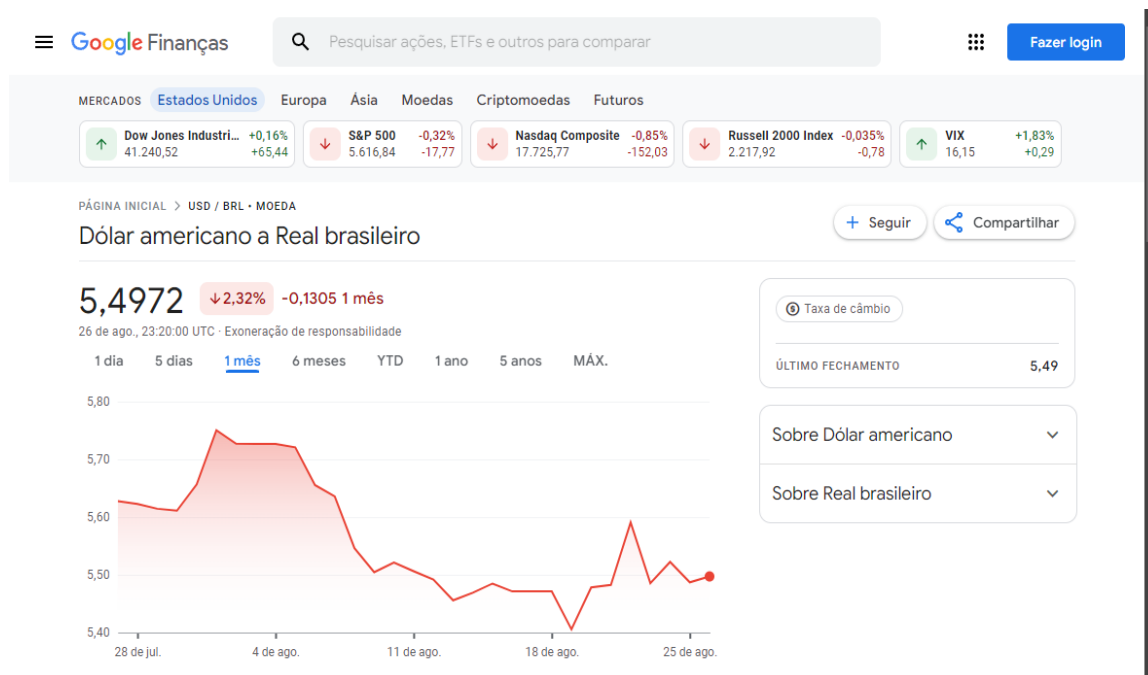 Google Finanças
Pesquisar ações, ETFs e outros para comparar
Fazer login
MERCADOS Estados Unidos Europa Ásia Moedas Criptomoedas Futuros
Dow Jones Industri... +0,16%
41.240,52 +65,44
S&P 500 -0,32%
5.616,84 -17,77
Nasdaq Composite -0,85%
17.725,77 -152,03
Russell 2000 Index -0,035%
2.217,92 -0,78
VIX +1,83%
16,15 +0,29
PÁGINA INICIAL > USD / BRL • MOEDA
Dólar americano a Real brasileiro
+ Seguir
Compartilhar
5,4972 ↓2,32% -0,1305 1 mês
26 de ago., 23:20:00 UTC · Exoneração de responsabilidade
1 dia 5 dias 1 mês 6 meses YTD 1 ano 5 anos MÁX.
5,80
5,70
5,60
5,50
5,40
28 de jul. 4 de ago. 11 de ago. 18 de ago. 25 de ago.
Taxa de câmbio
ÚLTIMO FECHAMENTO 5,49
Sobre Dólar americano
Sobre Real brasileiro